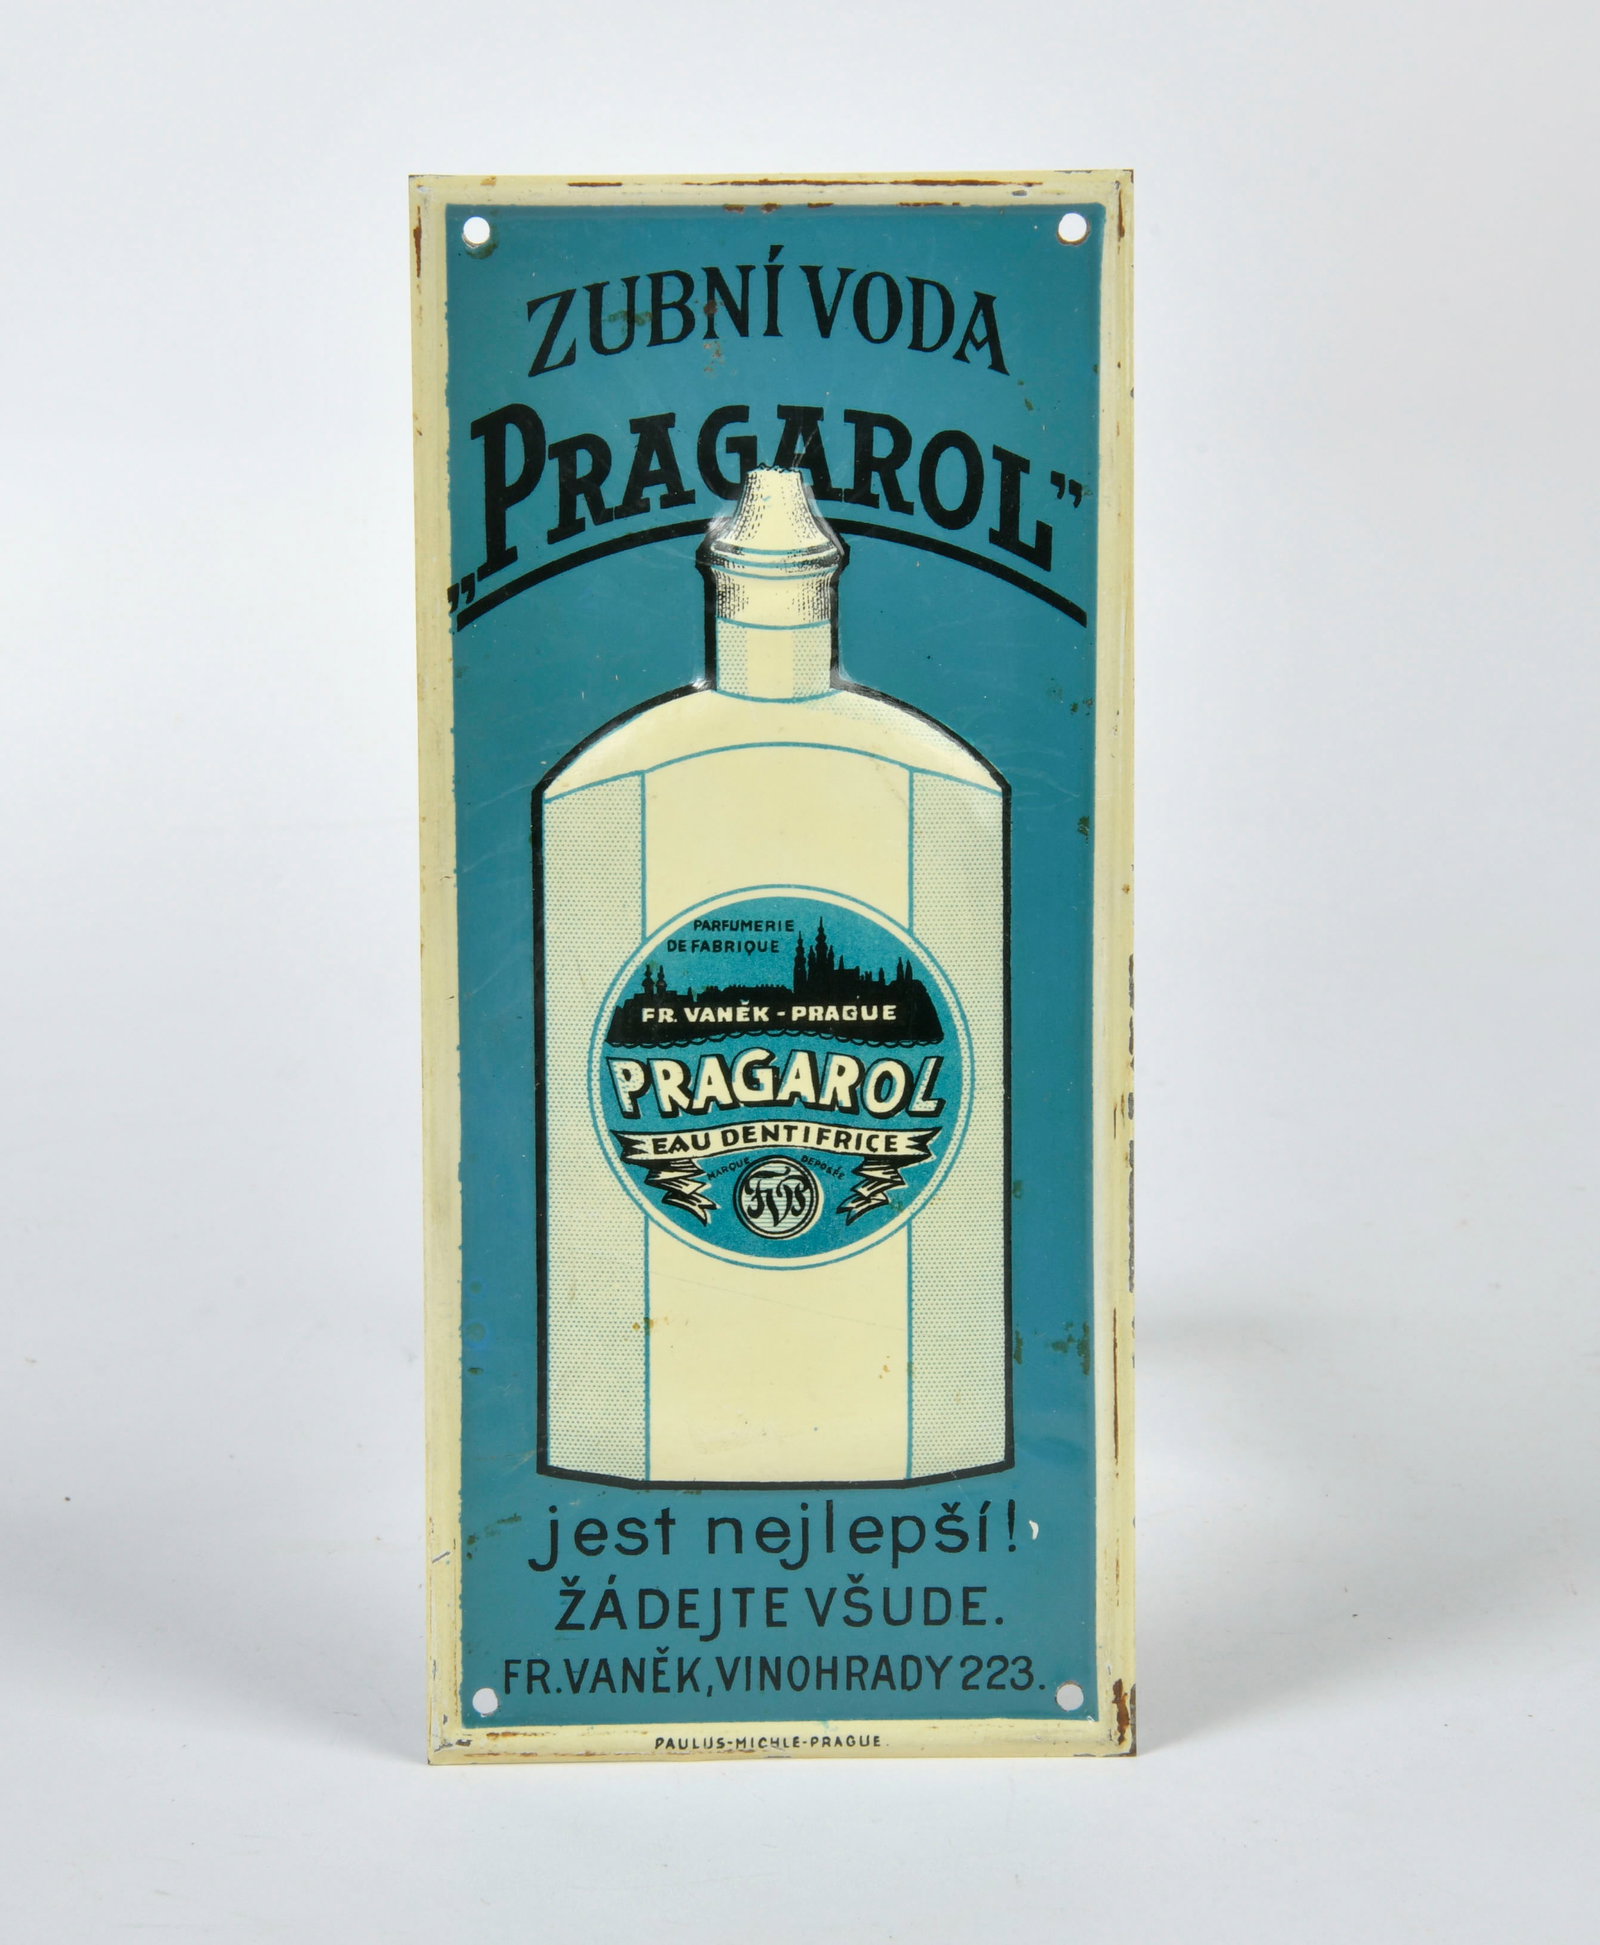 ZUBNÍ VODA
„PRAGAROL”
PARFUMERIE
DE FABRIQUE
FR. VANĚK - PRAGUE
PRAGAROL
EAU DENTIFRICE
MARQUE DEPOSÉE
FVP
jest nejlepší!
ŽÁDEJTE VŠUDE.
FR. VANĚK, VINOHRADY 223.
PAULUS-MICHLE-PRAGUE.